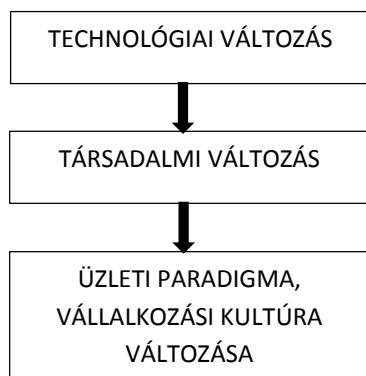 TECHNOLÓGIAI VÁLTOZÁS
TÁRSADALMI VÁLTOZÁS
ÜZLETI PARADIGMA,
VÁLLALKOZÁSI KULTÚRA
VÁLTOZÁSA